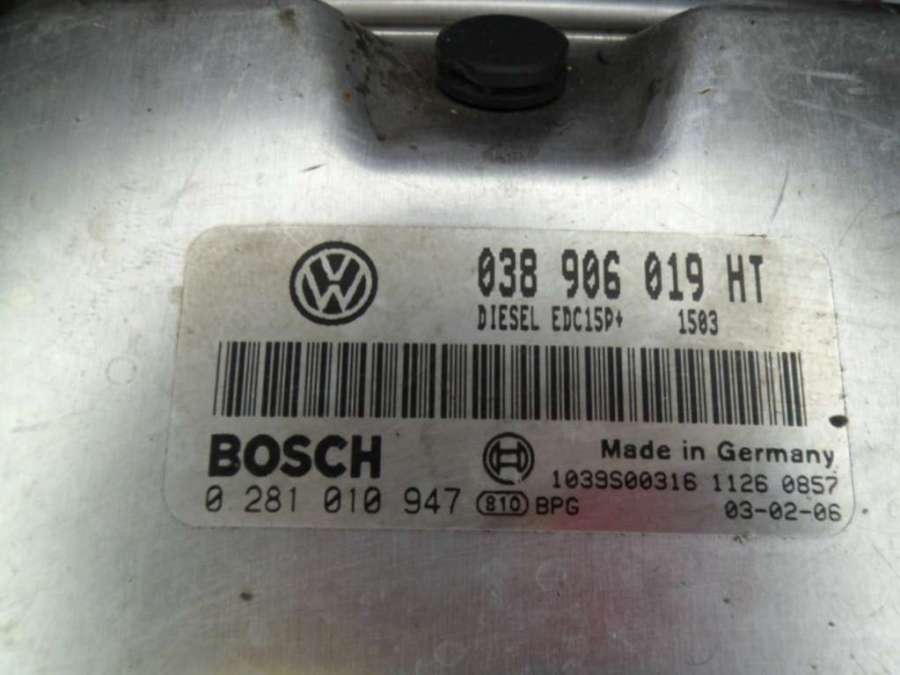 038 906 019 HT
DIESEL EDC15P+ 1503
BOSCH
Made in Germany
1039S00316 1126 0857
0 281 010 947 810 BPG
03-02-06